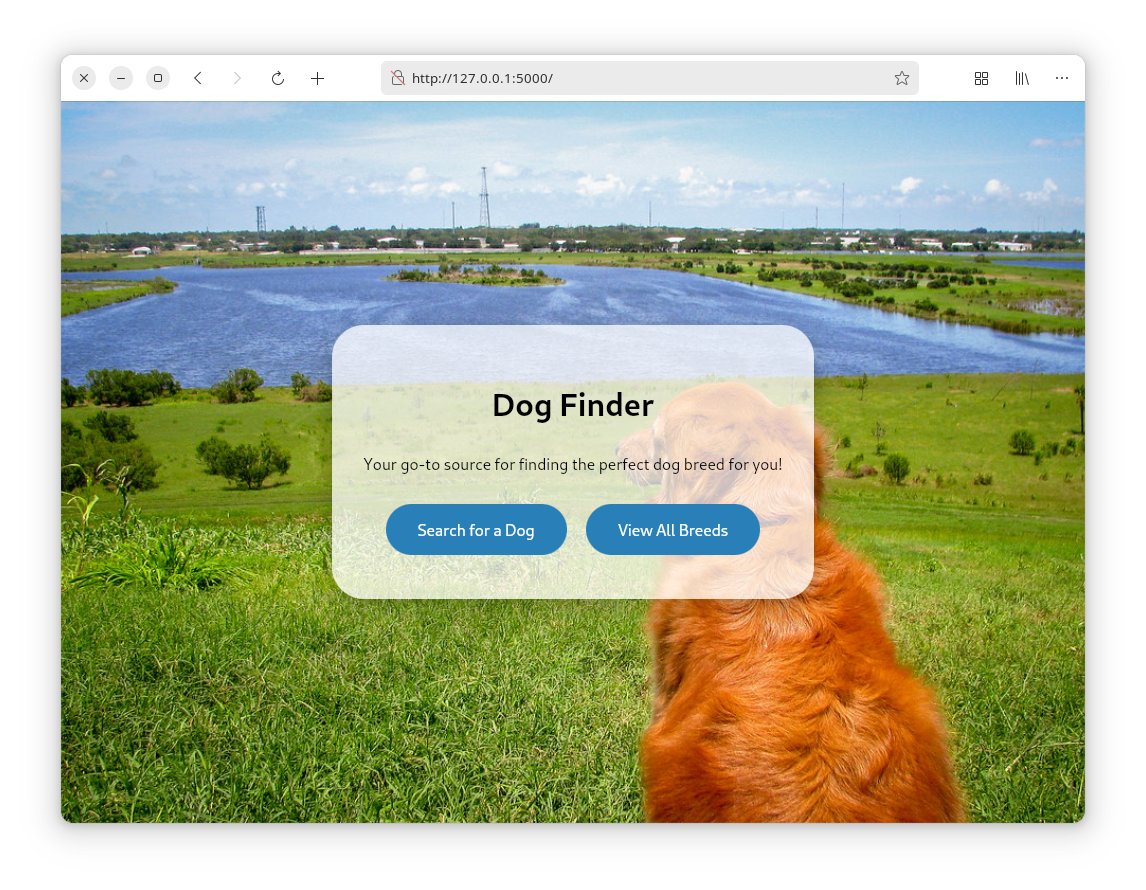 http://127.0.0.1:5000/
Dog Finder
Your go-to source for finding the perfect dog breed for you!
Search for a Dog
View All Breeds